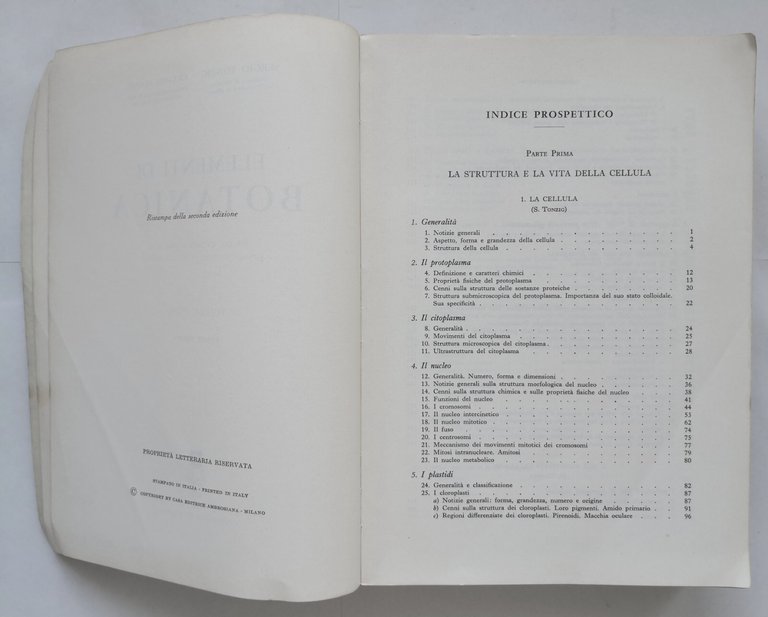 Ristampa della seconda edizione
PROPRIETÀ LETTERARIA RISERVATA
STAMPATO IN ITALIA - PRINTED IN ITALY
© COPYRIGHT BY CASA EDITRICE AMBROSIANA - MILANO
INDICE PROSPETTICO
PARTE PRIMA
LA STRUTTURA E LA VITA DELLA CELLULA
1. LA CELLULA
(S. TONZIG)
1. Generalità
1. Notizie generali 1
2. Aspetto, forma e grandezza della cellula 2
3. Struttura della cellula 4
2. Il protoplasma
4. Definizione e caratteri chimici 12
5. Proprietà fisiche del protoplasma 13
6. Cenni sulla struttura delle sostanze proteiche 20
7. Struttura submicroscopica del protoplasma. Importanza del suo stato colloidale.
Sua specificità 22
3. Il citoplasma
8. Generalità 24
9. Movimenti del citoplasma 25
10. Struttura microscopica del citoplasma 27
11. Ultrastruttura del citoplasma 28
4. Il nucleo
12. Generalità. Numero, forma e dimensioni 32
13. Notizie generali sulla struttura morfologica del nucleo 36
14. Cenni sulla struttura chimica e sulle proprietà fisiche del nucleo 38
15. Funzioni del nucleo 41
16. I cromosomi 44
17. Il nucleo intercinetico 53
18. Il nucleo mitotico 62
19. Il fuso 74
20. I centrosomi 75
21. Meccanismo dei movimenti mitotici dei cromosomi 77
22. Mitosi intranucleare. Amitosi 79
23. Il nucleo metabolico 80
5. I plastidi
24. Generalità e classificazione 82
25. I cloroplasti 87
a) Notizie generali: forma, grandezza, numero e origine 87
b) Cenni sulla struttura dei cloroplasti. Loro pigmenti. Amido primario 91
c) Regioni differenziate dei cloroplasti. Pirenoidi. Macchia oculare 96